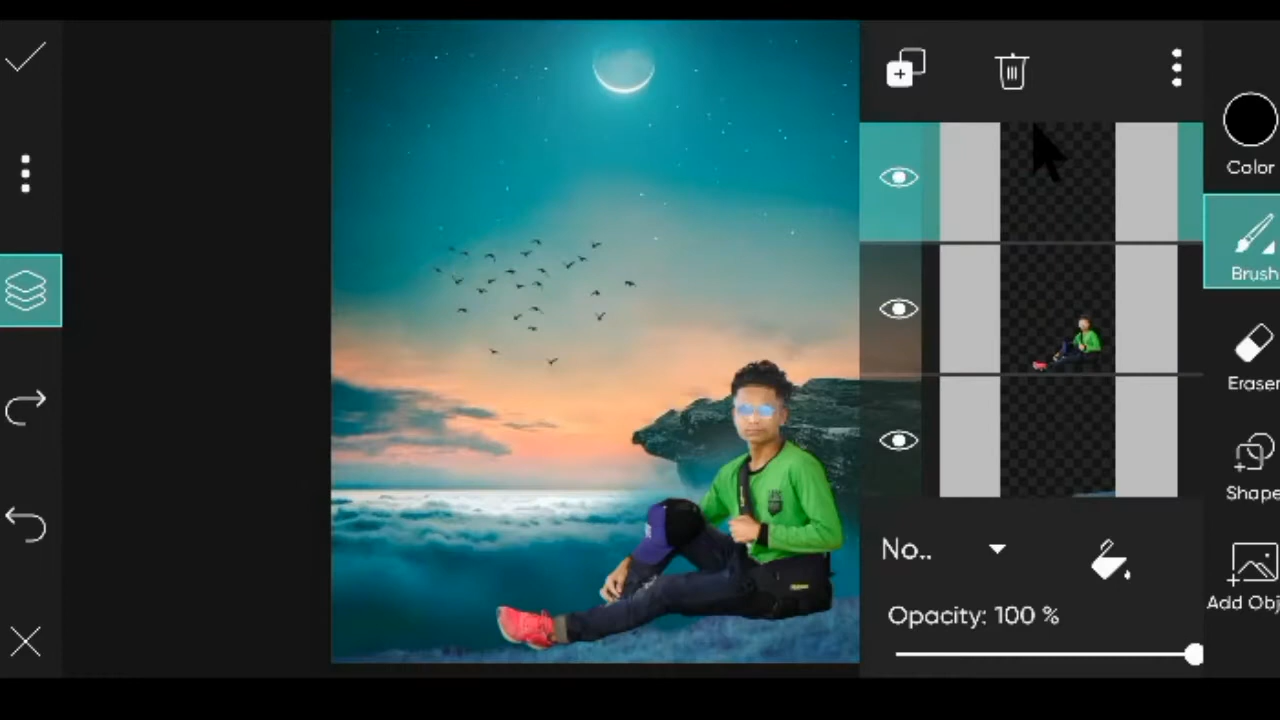 Color
Brush
Eraser
Shape
Add Obj
No..
Opacity: 100 %